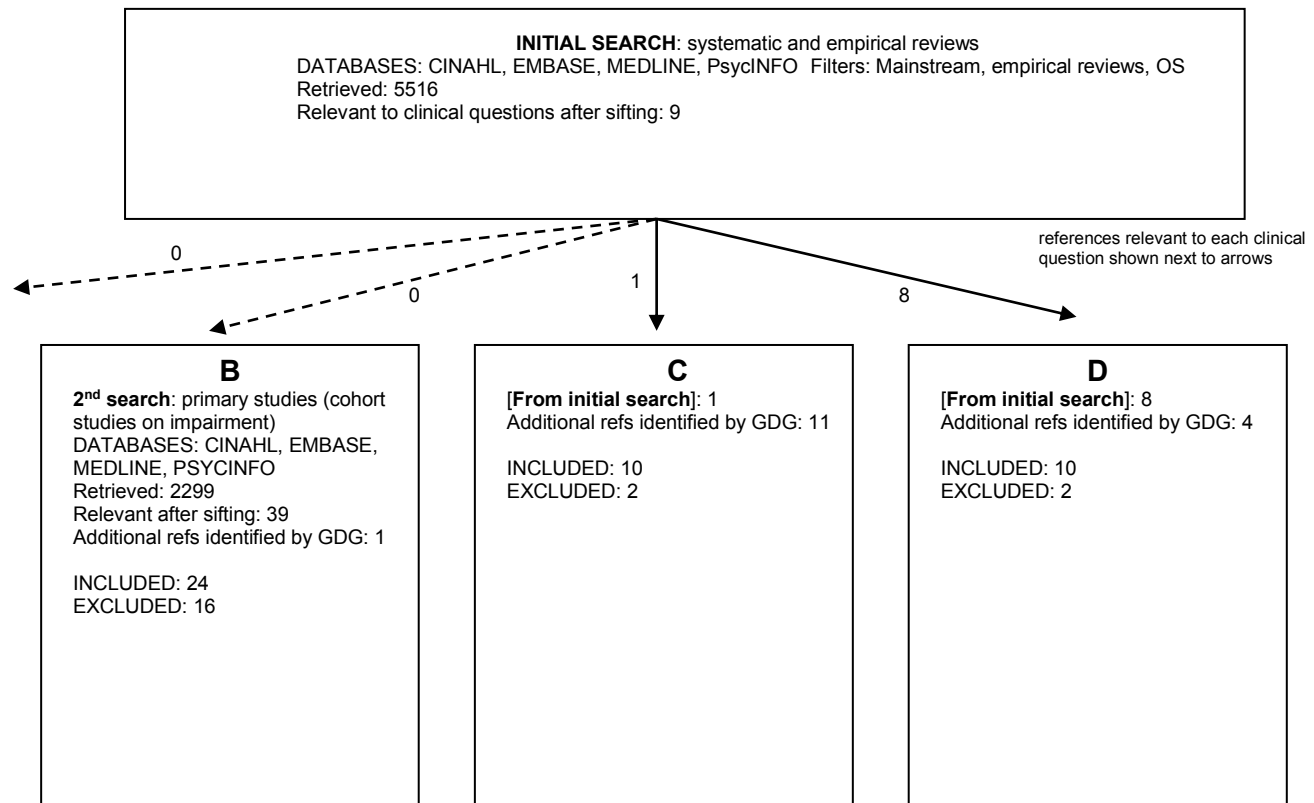 INITIAL SEARCH: systematic and empirical reviews
DATABASES: CINAHL, EMBASE, MEDLINE, PsycINFO  Filters: Mainstream, empirical reviews, OS
Retrieved: 5516
Relevant to clinical questions after sifting: 9
references relevant to each clinical
question shown next to arrows
0
0
1
8
B
2nd search: primary studies (cohort
studies on impairment)
DATABASES: CINAHL, EMBASE,
MEDLINE, PSYCINFO
Retrieved: 2299
Relevant after sifting: 39
Additional refs identified by GDG: 1
INCLUDED: 24
EXCLUDED: 16
C
[From initial search]: 1
Additional refs identified by GDG: 11
INCLUDED: 10
EXCLUDED: 2
D
[From initial search]: 8
Additional refs identified by GDG: 4
INCLUDED: 10
EXCLUDED: 2